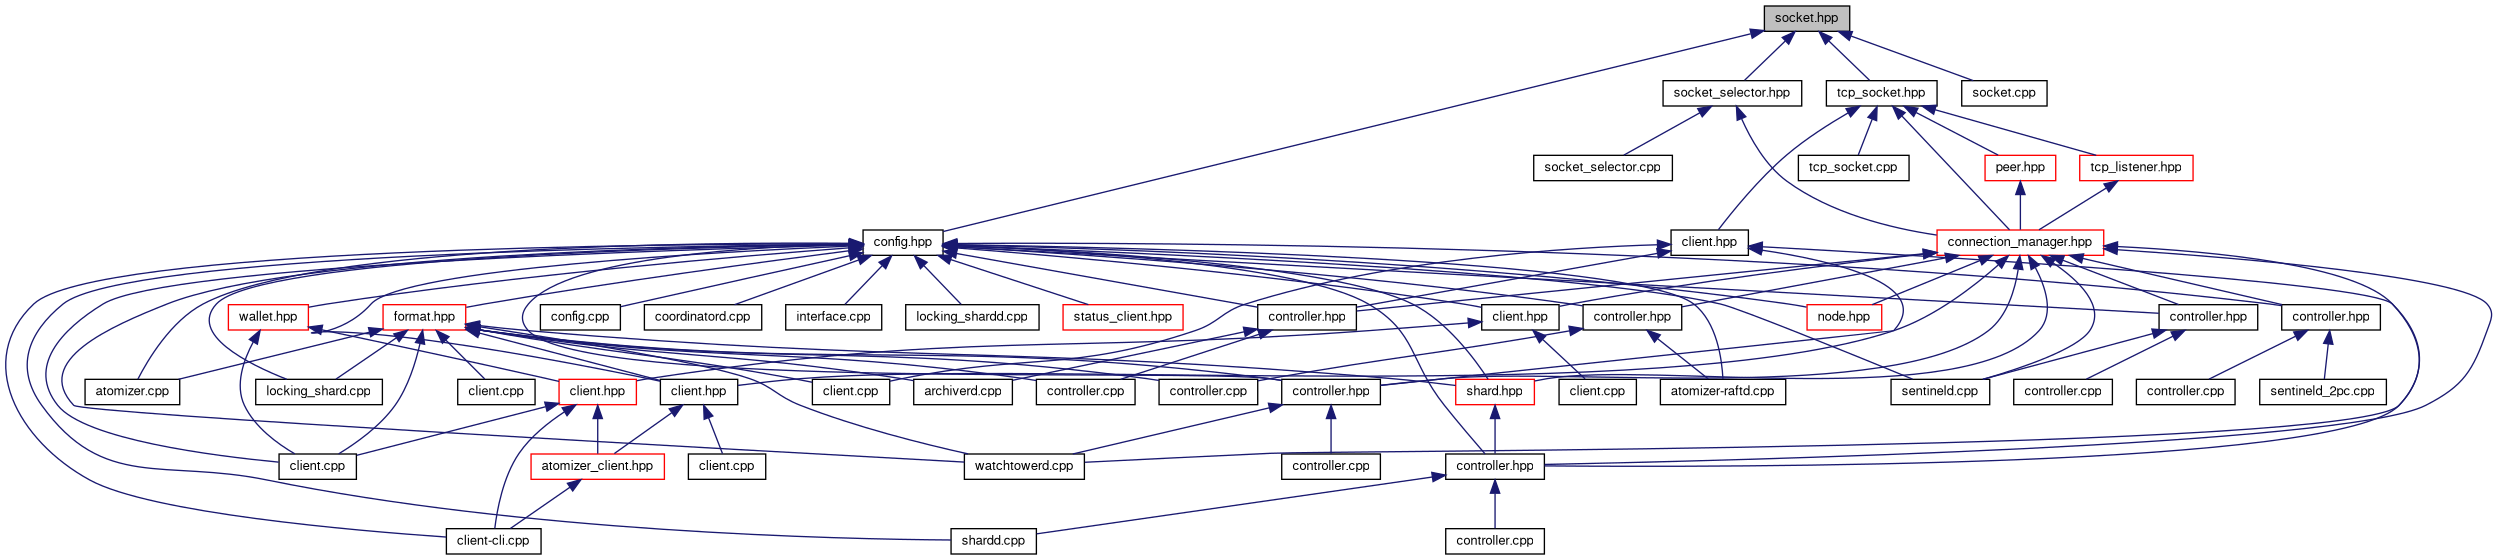 socket.hpp
socket_selector.hpp
tcp_socket.hpp
socket.cpp
socket_selector.cpp
tcp_socket.cpp
peer.hpp
tcp_listener.hpp
config.hpp
client.hpp
connection_manager.hpp
wallet.hpp
format.hpp
config.cpp
coordinatord.cpp
interface.cpp
locking_shardd.cpp
status_client.hpp
controller.hpp
client.hpp
controller.hpp
node.hpp
controller.hpp
controller.hpp
atomizer.cpp
locking_shard.cpp
client.cpp
client.hpp
client.hpp
client.cpp
archiverd.cpp
controller.cpp
controller.cpp
controller.hpp
shard.hpp
client.cpp
atomizer-raftd.cpp
sentineld.cpp
controller.cpp
controller.cpp
sentineld_2pc.cpp
client.cpp
atomizer_client.hpp
client.cpp
watchtowerd.cpp
controller.cpp
controller.hpp
client-cli.cpp
shardd.cpp
controller.cpp